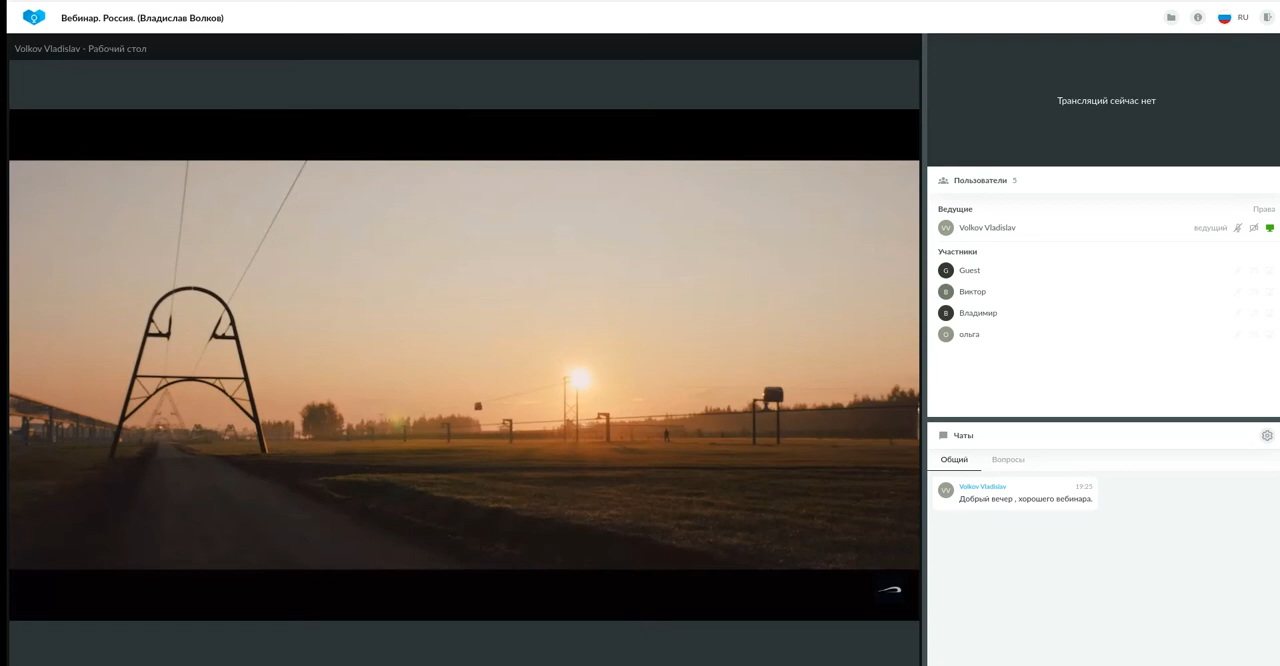 Вебинар. Россия. (Владислав Волков)
RU
Volkov Vladislav - Рабочий стол
Трансляций сейчас нет
Пользователи 5
Ведущие Права
VV Volkov Vladislav ведущий
Участники
G Guest
В Виктор
В Владимир
О ольга
Чаты
Общий Вопросы
VV Volkov Vladislav 19:25
Добрый вечер , хорошего вебинара.